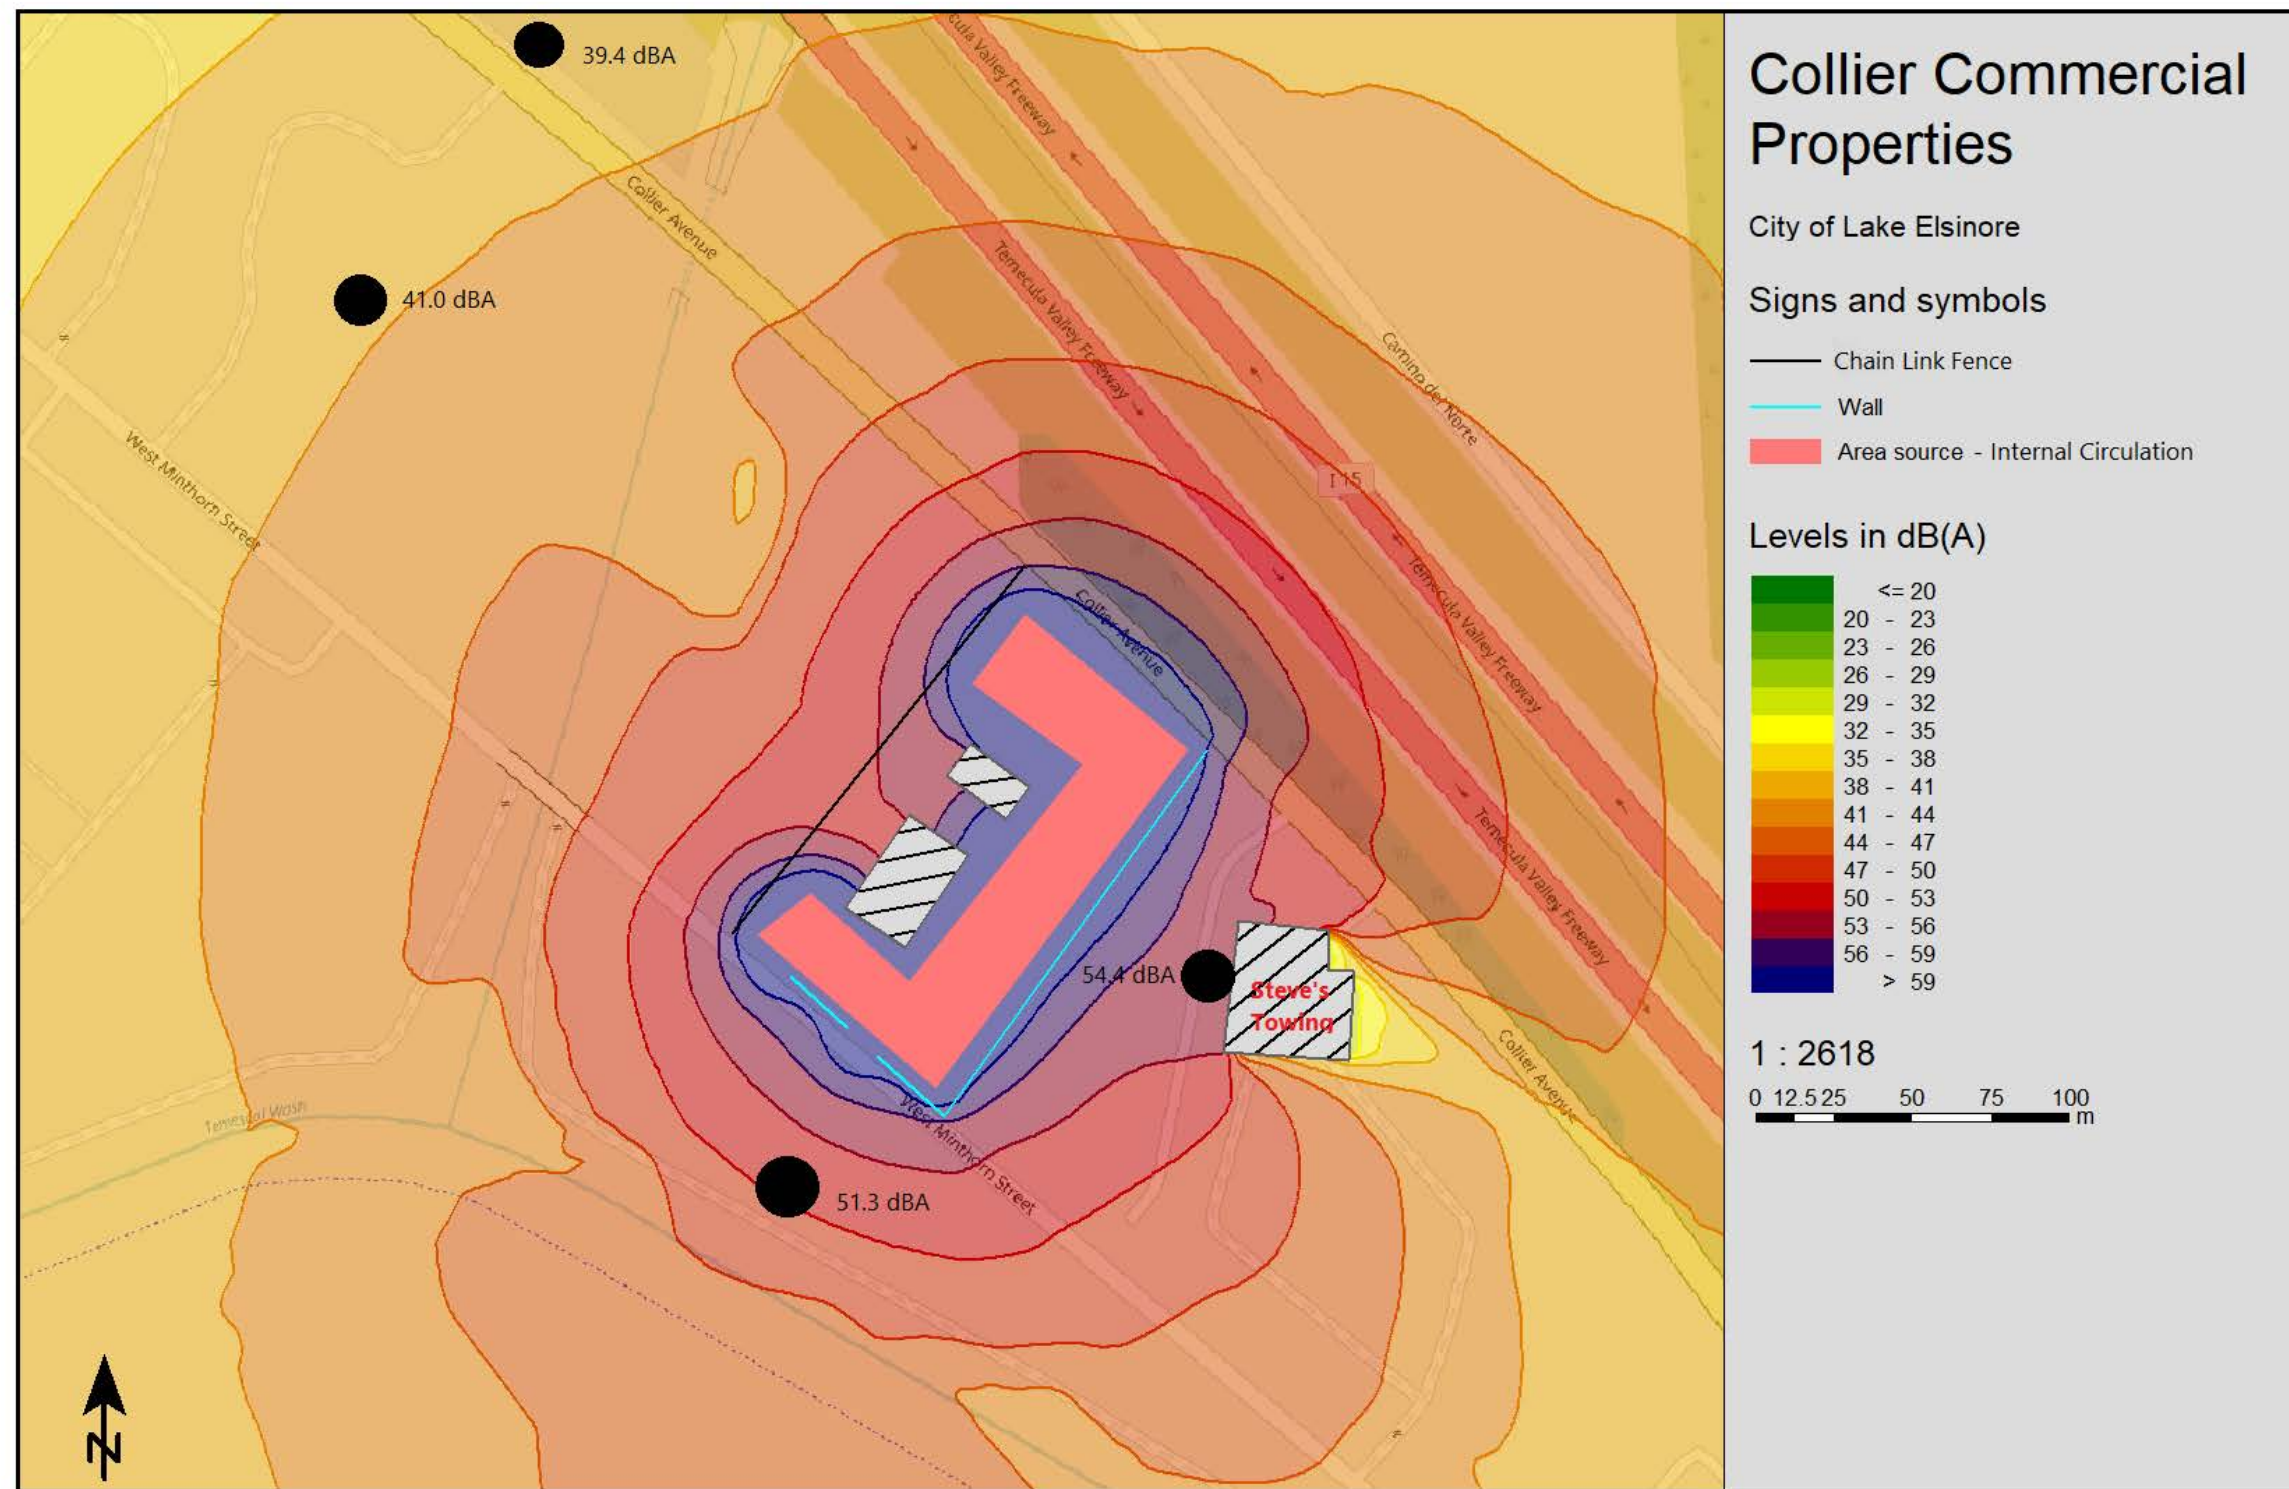 39.4 dBA
cula Valley Freeway
Collier Avenue
Temecula Valley Freeway
41.0 dBA
Camino del Norte
West Minthorn Street
I 15
Temecula Valley Freeway
Collier Avenue
Temecula Valley Freeway
54.4 dBA
Steve's
Towing
Collier Avenue
Temescal Wash
West Minthorn Street
51.3 dBA
N
Collier Commercial
Properties
City of Lake Elsinore
Signs and symbols
Chain Link Fence
Wall
Area source - Internal Circulation
Levels in dB(A)
<= 20
20 - 23
23 - 26
26 - 29
29 - 32
32 - 35
35 - 38
38 - 41
41 - 44
44 - 47
47 - 50
50 - 53
53 - 56
56 - 59
> 59
1 : 2618
0 12.5 25 50 75 100
m